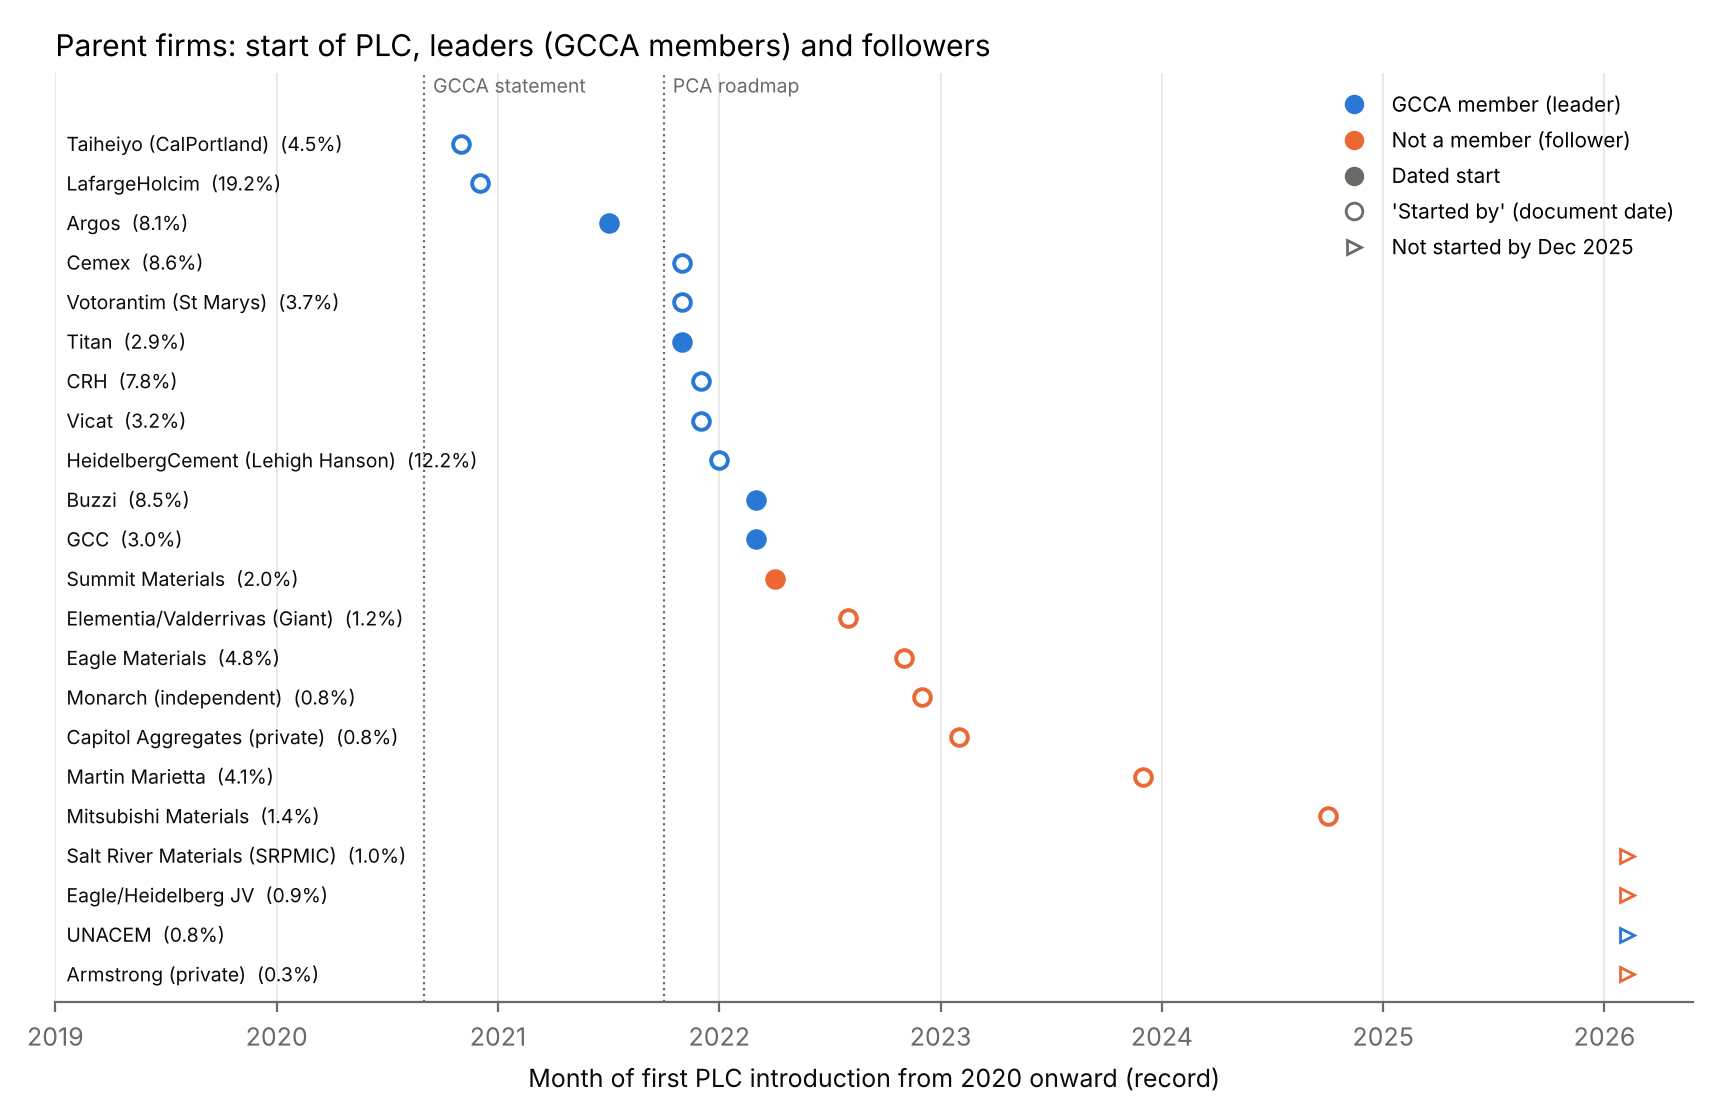 Parent firms: start of PLC, leaders (GCCA members) and followers
GCCA statement
PCA roadmap
GCCA member (leader)
Not a member (follower)
Dated start
'Started by' (document date)
Not started by Dec 2025
Taiheiyo (CalPortland) (4.5%)
LafargeHolcim (19.2%)
Argos (8.1%)
Cemex (8.6%)
Votorantim (St Marys) (3.7%)
Titan (2.9%)
CRH (7.8%)
Vicat (3.2%)
HeidelbergCement (Lehigh Hanson) (12.2%)
Buzzi (8.5%)
GCC (3.0%)
Summit Materials (2.0%)
Elementia/Valderrivas (Giant) (1.2%)
Eagle Materials (4.8%)
Monarch (independent) (0.8%)
Capitol Aggregates (private) (0.8%)
Martin Marietta (4.1%)
Mitsubishi Materials (1.4%)
Salt River Materials (SRPMIC) (1.0%)
Eagle/Heidelberg JV (0.9%)
UNACEM (0.8%)
Armstrong (private) (0.3%)
2019 2020 2021 2022 2023 2024 2025 2026
Month of first PLC introduction from 2020 onward (record)